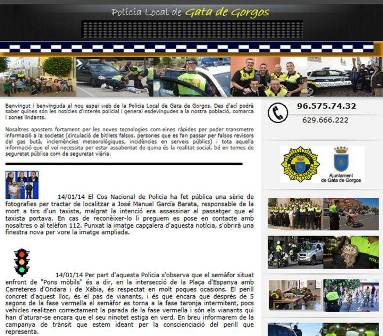 Policia Local de Gata de Gorgos
Benvingut i benvinguda al nou espai web de la Policia Local de Gata de Gorgos. Des d'ací podrà
saber quines són les notícies d'interés policial i general esdevingudes a la nostra població, comarca
i zones limdants.
Nosaltres apostem fortament per les noves tecnologies com eines ràpides per poder transmetre
informació a la societat (circulació de bitllets falsos, persones que es fan passar per falsos revisors
del gas butà, inclemències meteorològiques, incidències en serveis públics) i tota aquella
informació que el vol necessita per estar assabentat de quina és la realitat social, bé en temes de
seguretat pública com de seguretat viària.
96.575.74.32
629.666.222
Ajuntament
de Gata de Gorgos
14/01/14 El Cos Nacional de Policia ha fet pública una sèrie de
fotografies per tractar de localitzar a José Manuel García Barata, responsable de la
mort a tirs d'un taxista, malgrat la intenció era assassinar al passatger que el
taxista portava. En cas de reconèixer-lo li preguem es pose en contacte amb
nosaltres o al telèfon 112. Punxat la imatge capçalera d'aquesta notícia, s'obrirà una
finestra nova per vore la imatge ampliada.
14/01/14 Per part d'aquesta Policia s'observa que el semàfor situat
enfront de "Pons mòbils" és a dir, en la intersecció de la Plaça d'Espanya amb
Carreteres d'Ondara i de Xàbia, és respectat en molt poques ocasions. El perill
concret d'aquest lloc, és el pas de vianants, i és que encara que després de 5
segons de la fase vermella el semàfor es torna a la fase taronja intermitent, pocs
vehicles realitzen correctament la parada de la fase vermella i són els vianants qui
han d'aturar-se encara que el seu ninotet estiga en verd. En breu informarem de la
campanya de trànsit que estem ideant per la conscienciació del perill que
representa.